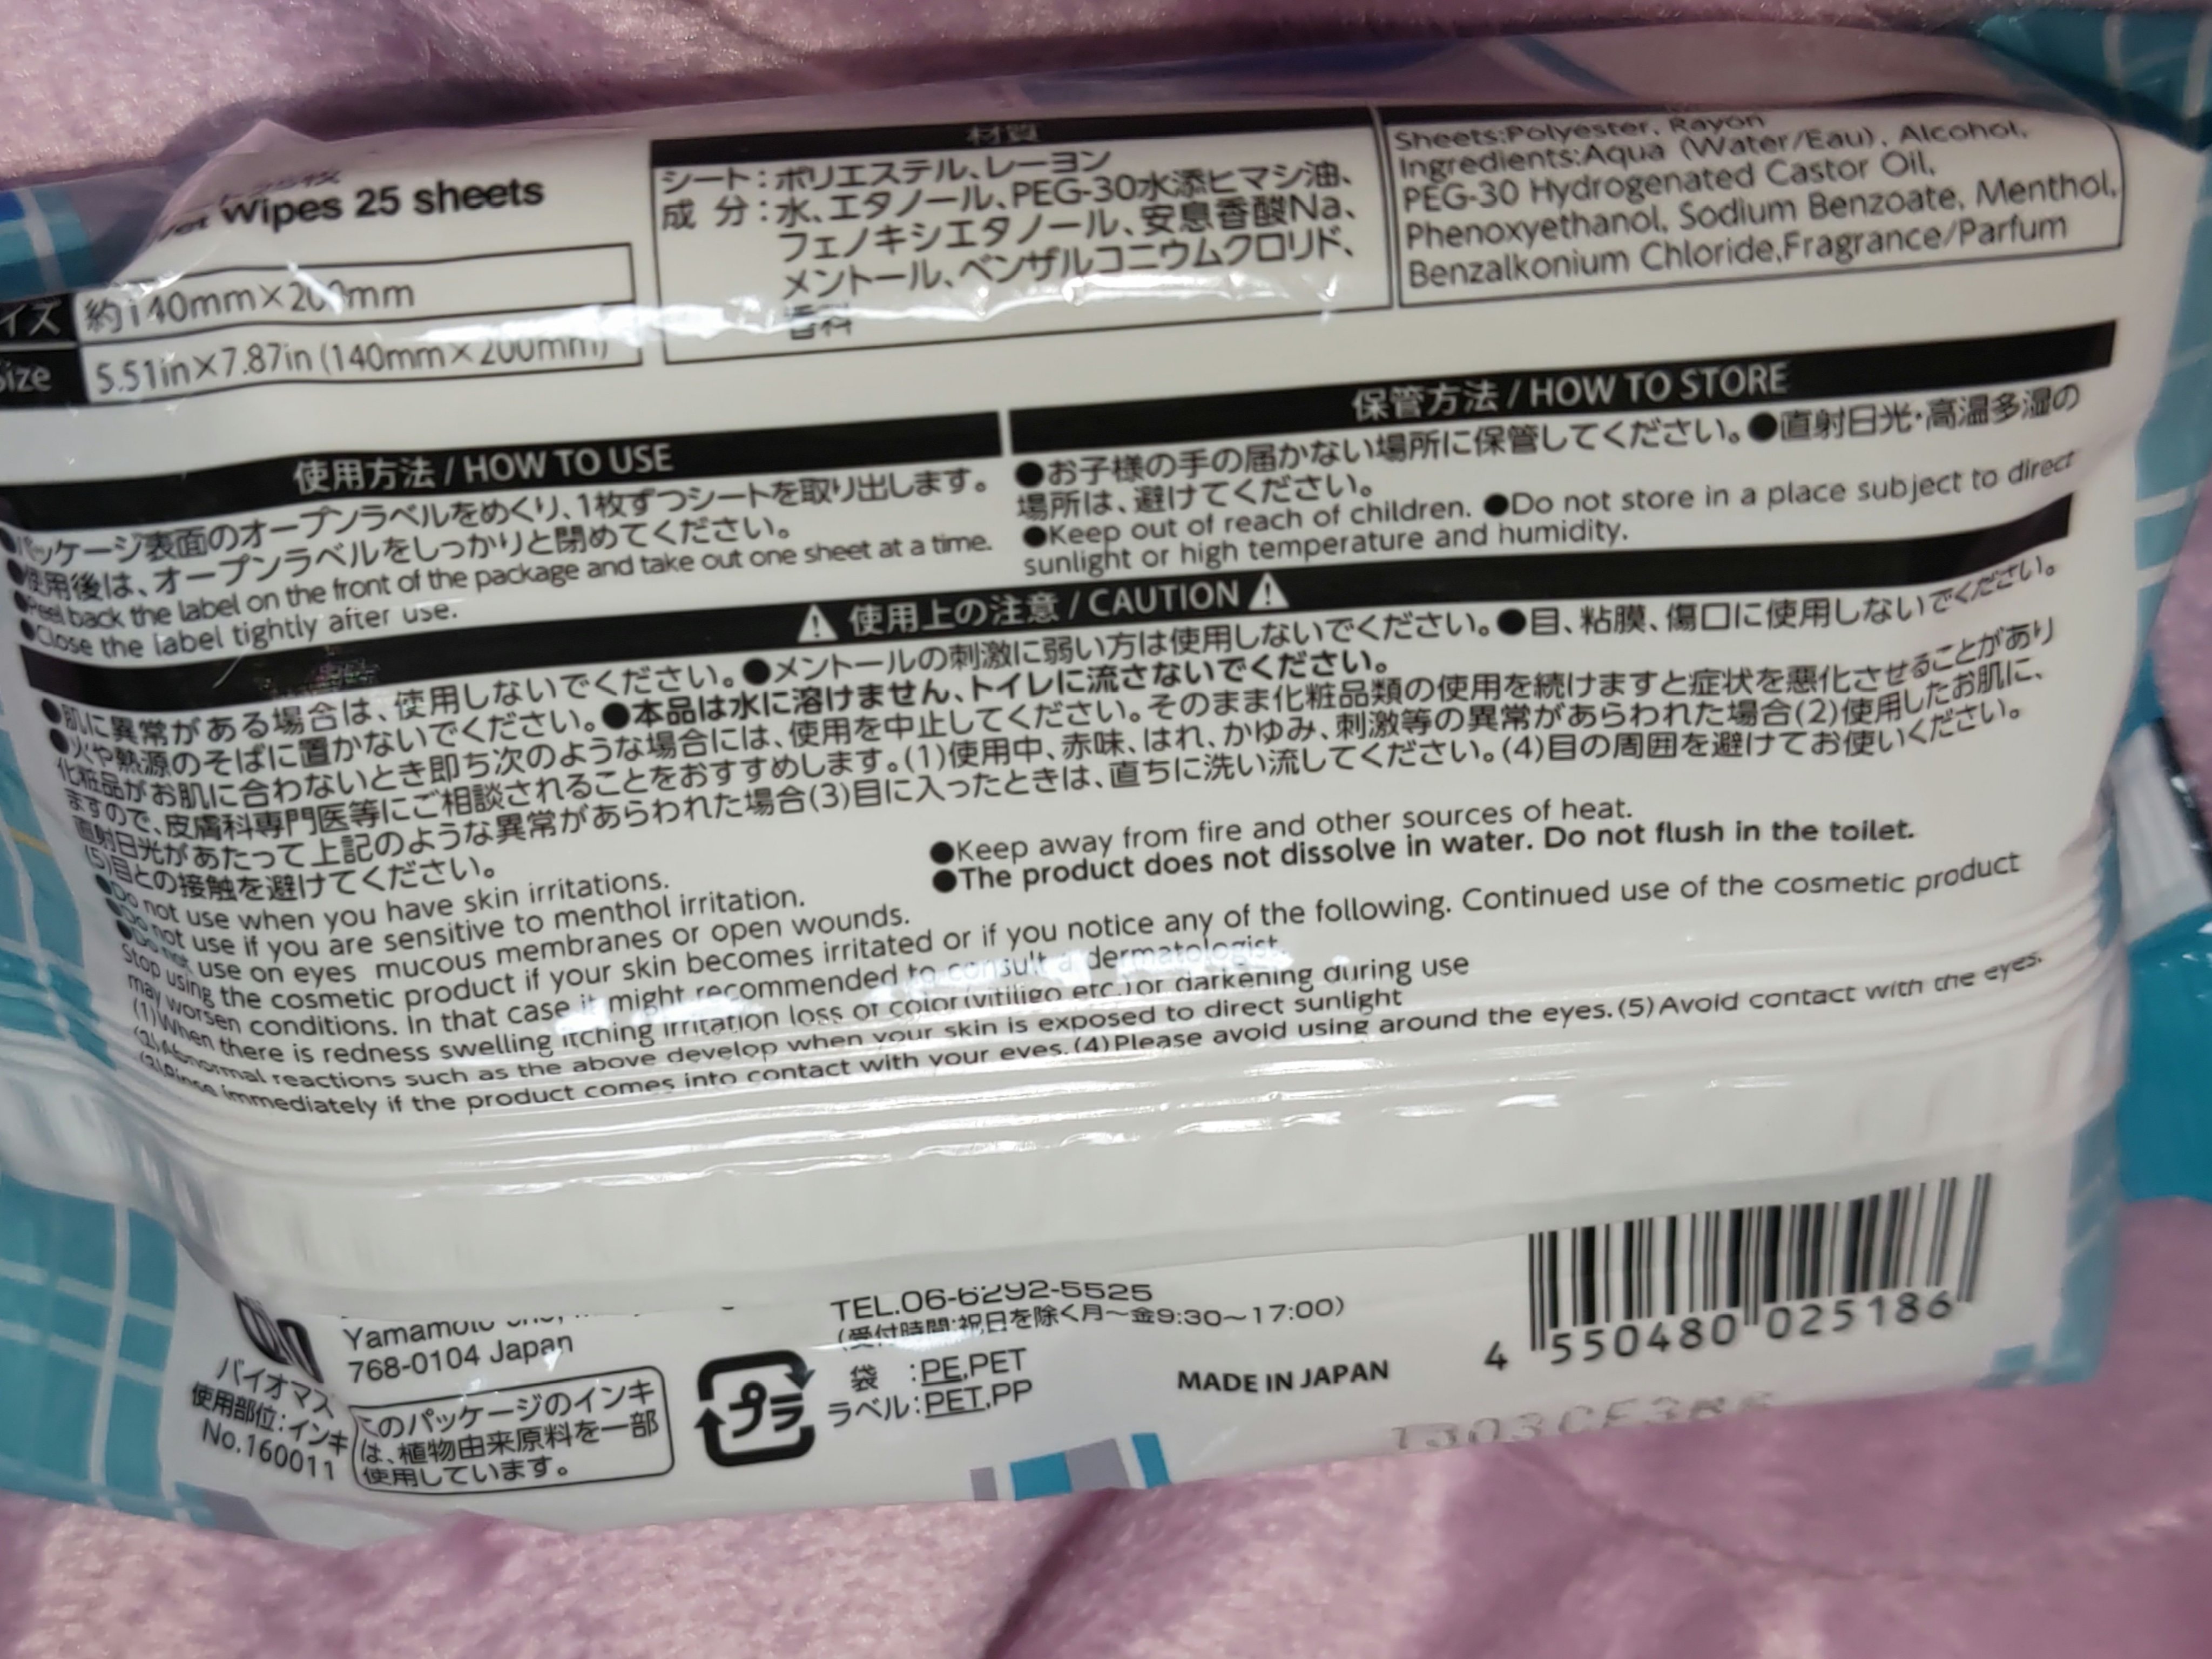 Wipes 25 sheets
イズ 約140mm×200mm
Size 5.51in×7.87in (140mm×200mm)
材質
シート：ポリエステル、レーヨン
成 分：水、エタノール、PEG-30水添ヒマシ油、
フェノキシエタノール、安息香酸Na、
メントール、ベンザルコニウムクロリド、
香料
Sheets:Polyester, Rayon
Ingredients:Aqua (Water/Eau), Alcohol,
PEG-30 Hydrogenated Castor Oil,
Phenoxyethanol, Sodium Benzoate, Menthol,
Benzalkonium Chloride,Fragrance/Parfum
使用方法 / HOW TO USE
●パッケージ表面のオープンラベルをめくり、1枚ずつシートを取り出します。
●使用後は、オープンラベルをしっかりと閉めてください。
●Peel back the label on the front of the package and take out one sheet at a time.
●Close the label tightly after use.
保管方法 / HOW TO STORE
●お子様の手の届かない場所に保管してください。●直射日光・高温多湿の
場所は、避けてください。
●Keep out of reach of children. ●Do not store in a place subject to direct
sunlight or high temperature and humidity.
⚠ 使用上の注意 / CAUTION ⚠
●肌に異常がある場合は、使用しないでください。●メントールの刺激に弱い方は使用しないでください。●目、粘膜、傷口に使用しないでください。
●火や熱源のそばに置かないでください。●本品は水に溶けません、トイレに流さないでください。
化粧品がお肌に合わないとき即ち次のような場合には、使用を中止してください。そのまま化粧品類の使用を続けますと症状を悪化させることがあり
ますので、皮膚科専門医等にご相談されることをおすすめします。(1)使用中、赤味、はれ、かゆみ、刺激等の異常があらわれた場合(2)使用したお肌に、
直射日光があたって上記のような異常があらわれた場合(3)目に入ったときは、直ちに洗い流してください。(4)目の周囲を避けてお使いください。
(5)目との接触を避けてください。
●Do not use when you have skin irritations.
●Do not use if you are sensitive to menthol irritation.
●Do not use on eyes mucous membranes or open wounds.
●Keep away from fire and other sources of heat.
●The product does not dissolve in water. Do not flush in the toilet.
Stop using the cosmetic product if your skin becomes irritated or if you notice any of the following. Continued use of the cosmetic product
may worsen conditions. In that case it might recommended to consult a dermatologist.
(1)When there is redness swelling itching irritation loss of color(vitiligo etc.)or darkening during use
(2)Abnormal reactions such as the above develop when your skin is exposed to direct sunlight
(3)Rinse immediately if the product comes into contact with your eyes. (4)Please avoid using around the eyes. (5)Avoid contact with the eyes.
バイオマス
使用部位：インキ
No.160011
768-0104 Japan
このパッケージのインキ
は、植物由来原料を一部
使用しています。
TEL.06-6292-5525
(受付時間:祝日を除く月～金9:30～17:00)
プラ
袋 :PE,PET
ラベル:PET,PP
MADE IN JAPAN
4 550480 025186